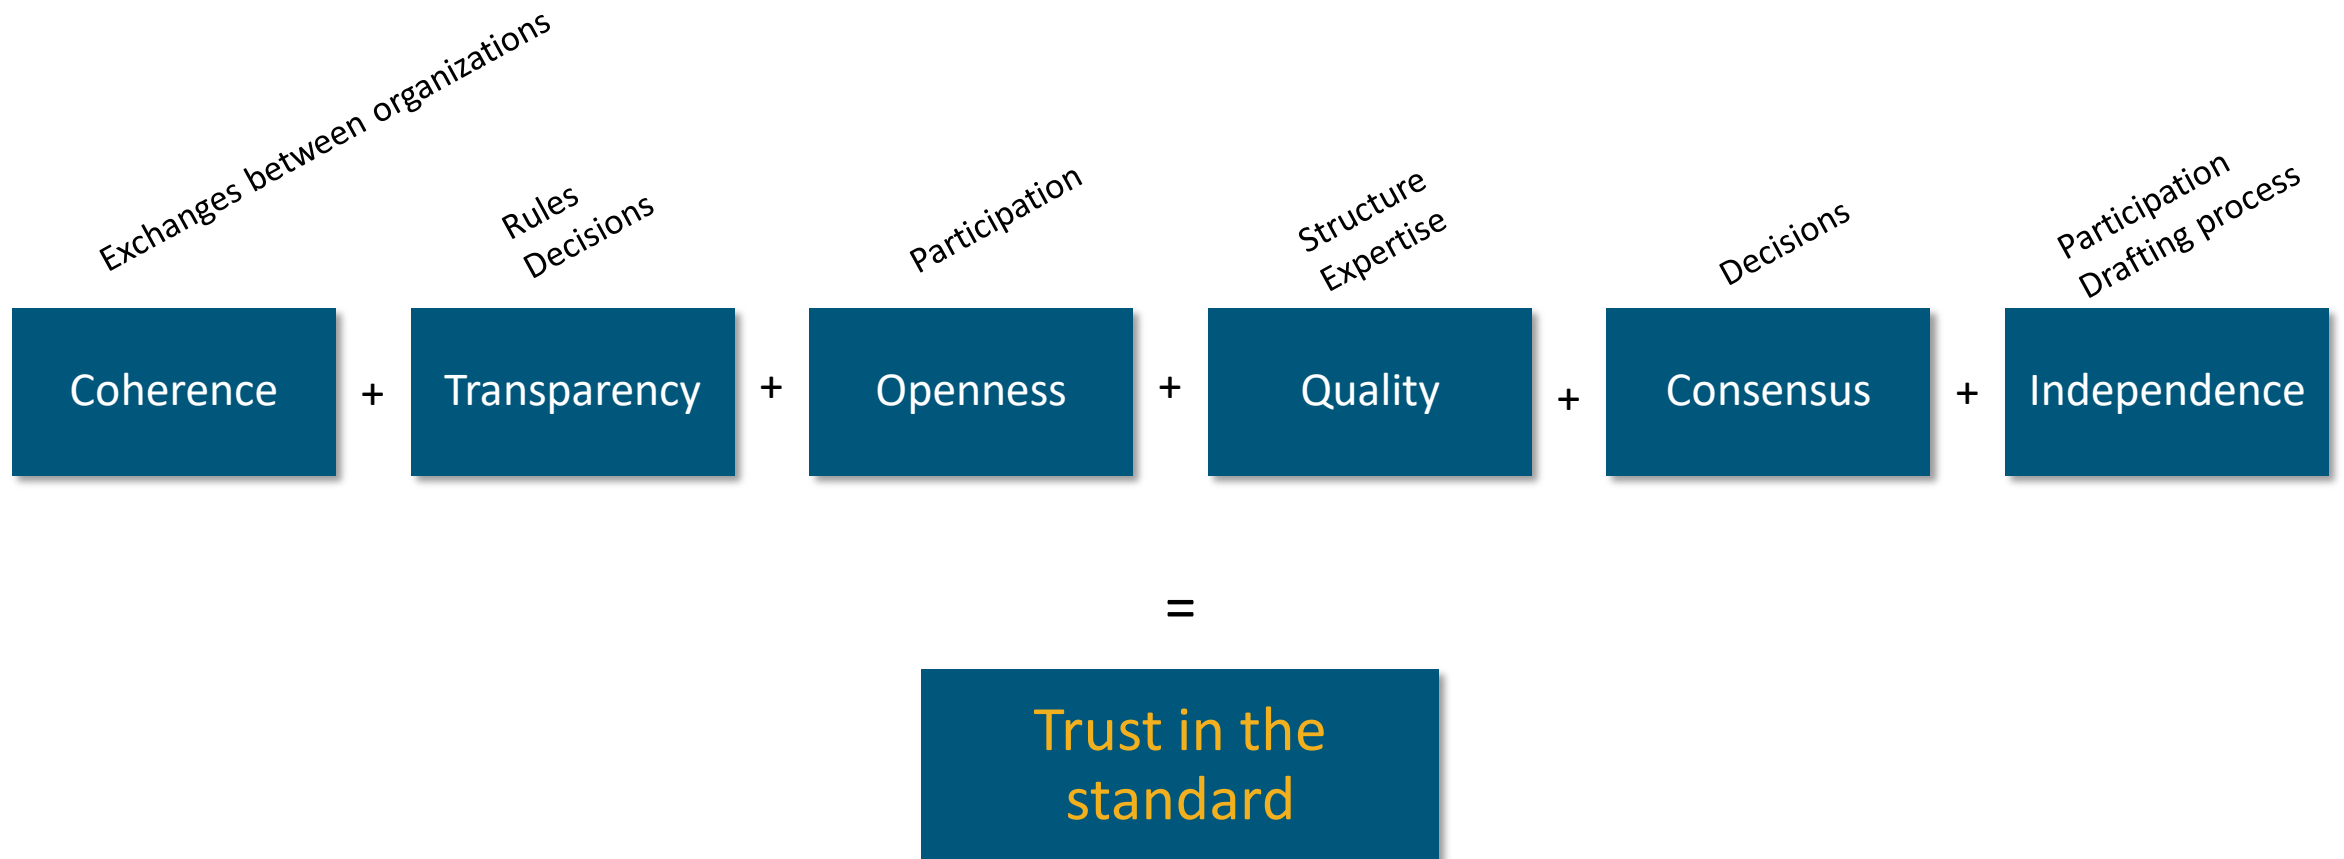 Exchanges between organizations
Rules
Decisions
Participation
Structure
Expertise
Decisions
Participation
Drafting process
Coherence
+
Transparency
+
Openness
+
Quality
+
Consensus
+
Independence
=
Trust in the
standard